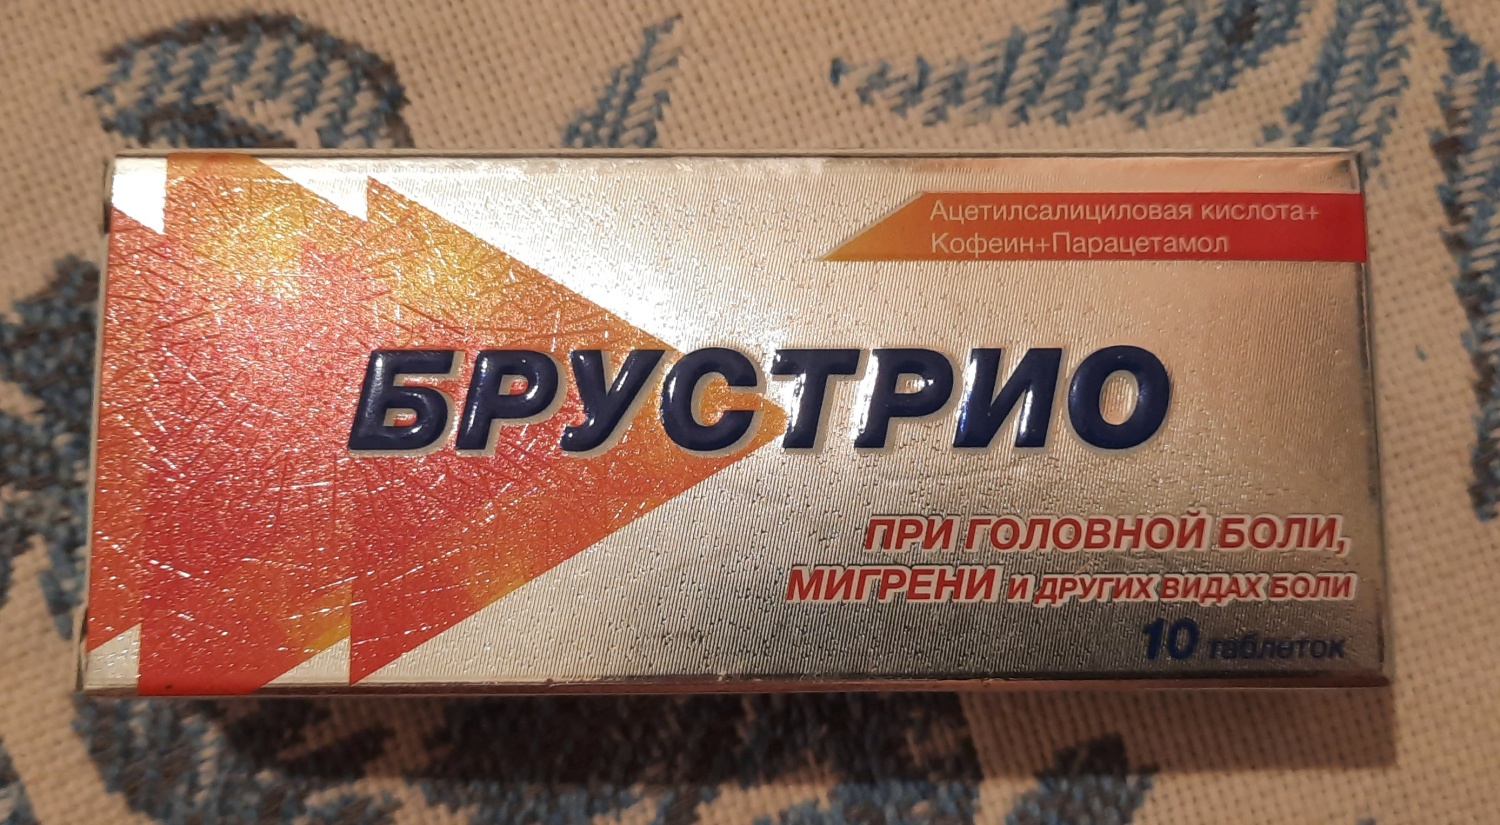 Ацетилсалициловая кислота+
Кофеин+Парацетамол
БРУСТРИО
ПРИ ГОЛОВНОЙ БОЛИ,
МИГРЕНИ И ДРУГИХ ВИДАХ БОЛИ
10 таблеток